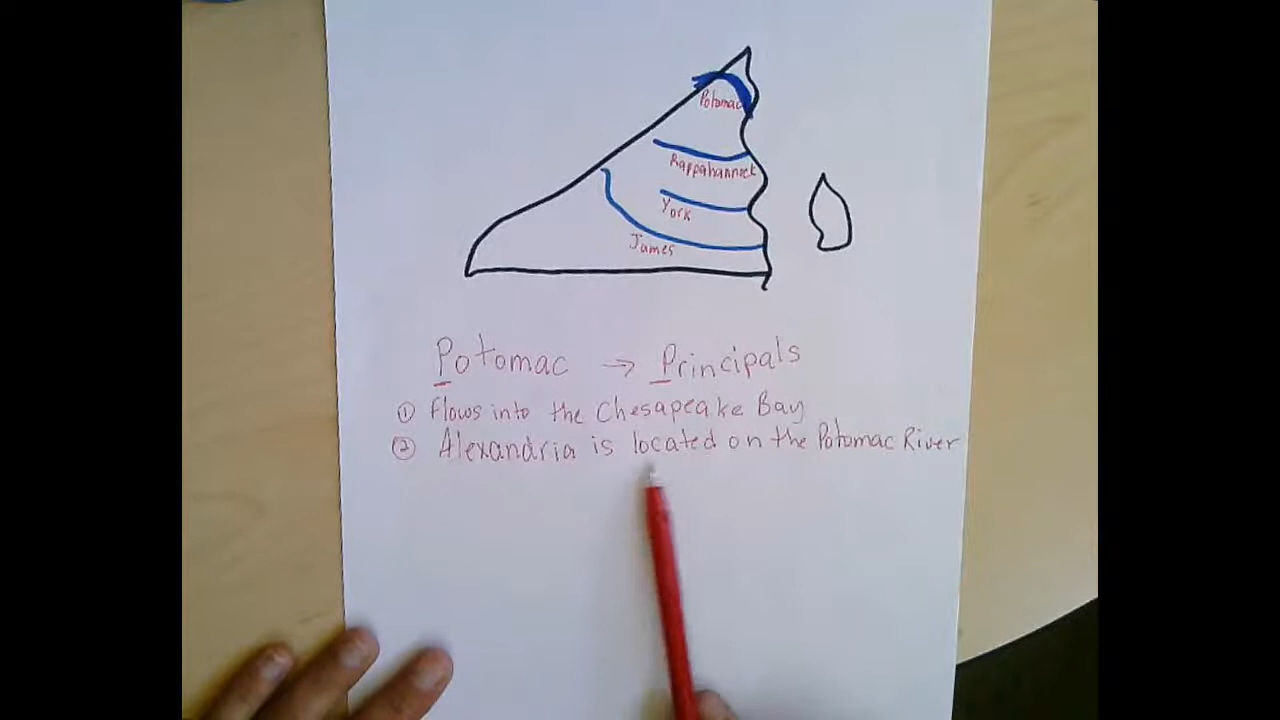 Potomac
Rappahannock
York
James
Potomac → Principals
① Flows into the Chesapeake Bay
② Alexandria is located on the Potomac River